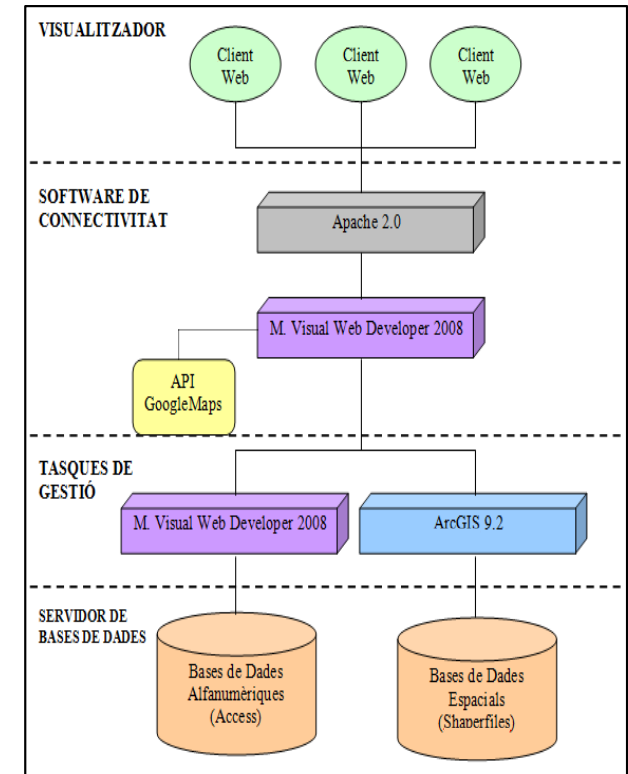 VISUALITZADOR
Client
Web
Client
Web
Client
Web
SOFTWARE DE
CONNECTIVITAT
Apache 2.0
M. Visual Web Developer 2008
API
GoogleMaps
TASQUES DE
GESTIÓ
M. Visual Web Developer 2008
ArcGIS 9.2
SERVIDOR DE
BASES DE DADES
Bases de Dades
Alfanumèriques
(Access)
Bases de Dades
Espacials
(Shaperfiles)